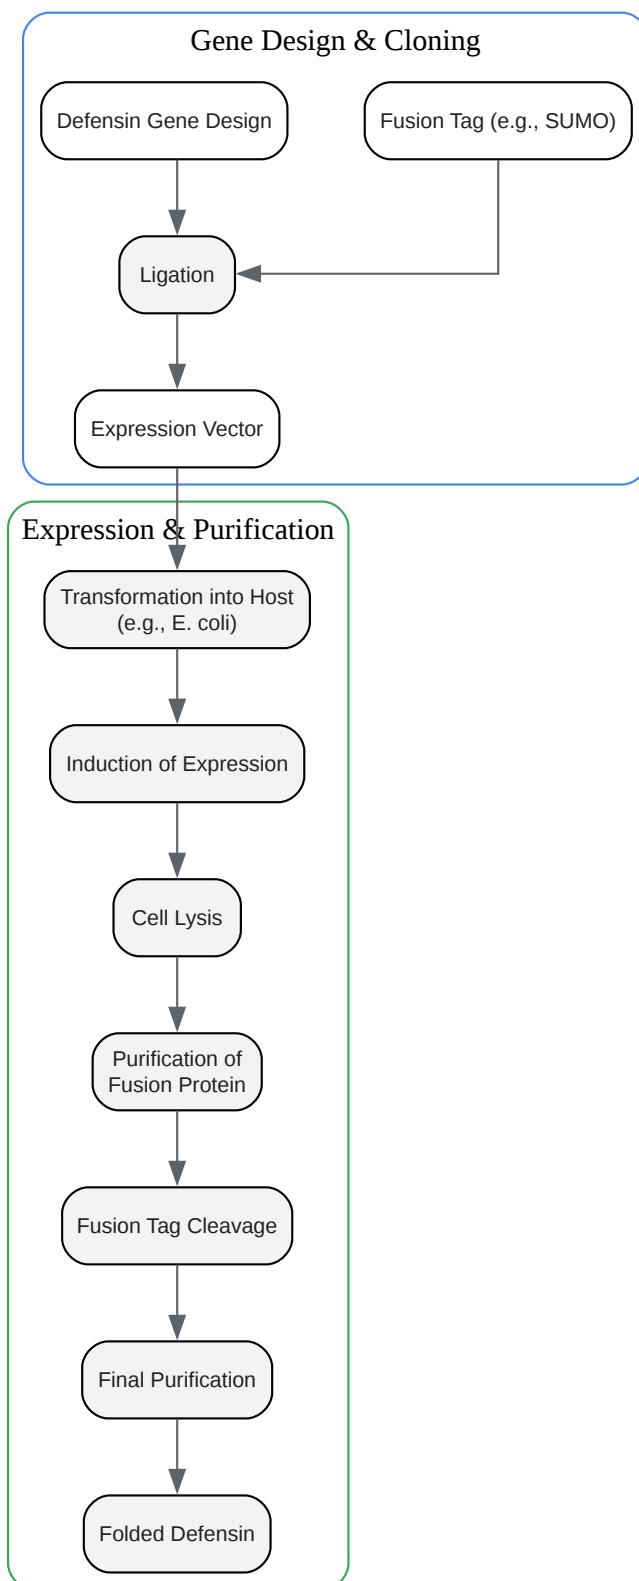 Gene Design & Cloning
Defensin Gene Design
Fusion Tag (e.g., SUMO)
Ligation
Expression Vector
Expression & Purification
Transformation into Host
(e.g., E. coli)
Induction of Expression
Cell Lysis
Purification of
Fusion Protein
Fusion Tag Cleavage
Final Purification
Folded Defensin